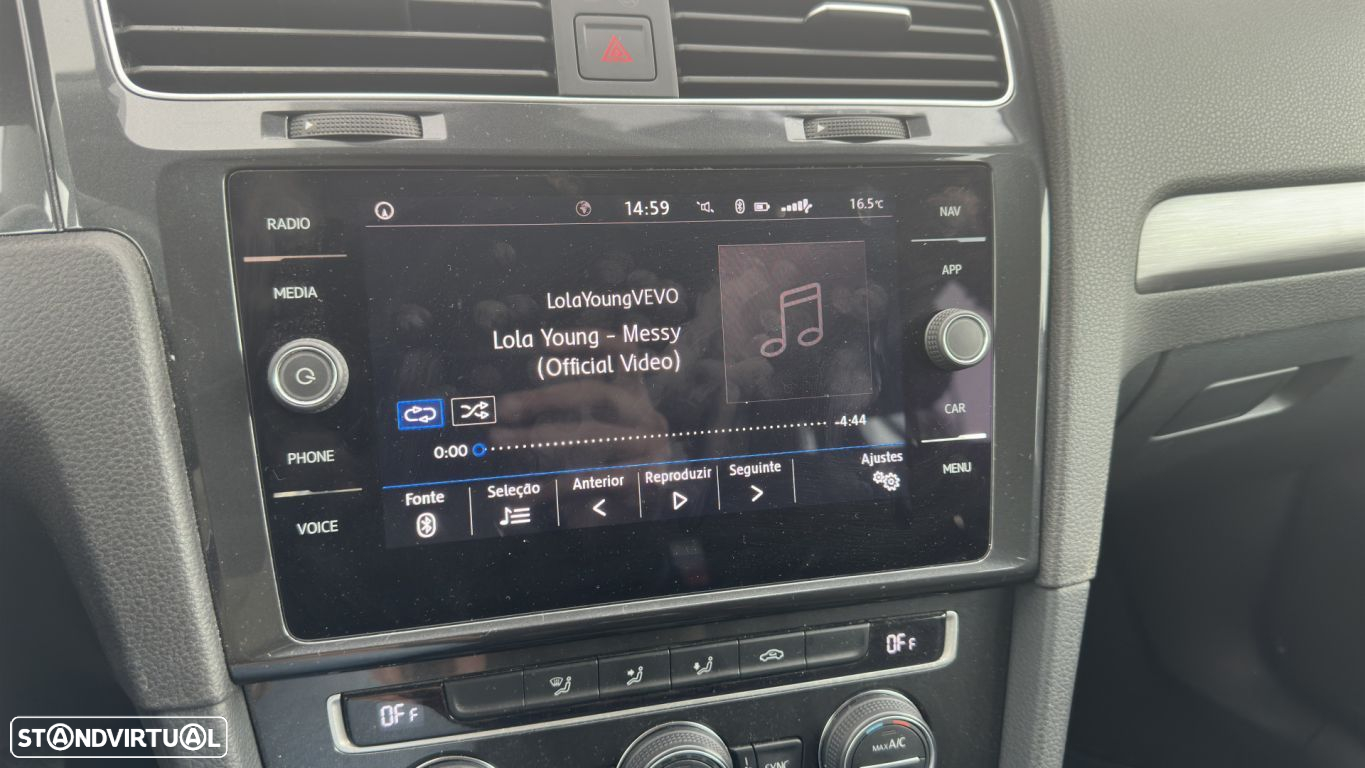 RADIO
MEDIA
PHONE
VOICE
14:59
16.5°C
LolaYoungVEVO
Lola Young - Messy
(Official Video)
0:00
-4:44
Fonte
Seleção
Anterior
Reproduzir
Seguinte
Ajustes
NAV
APP
CAR
MENU
OFF
OFF
MAX A/C
SYNC
STANDVIRTUAL